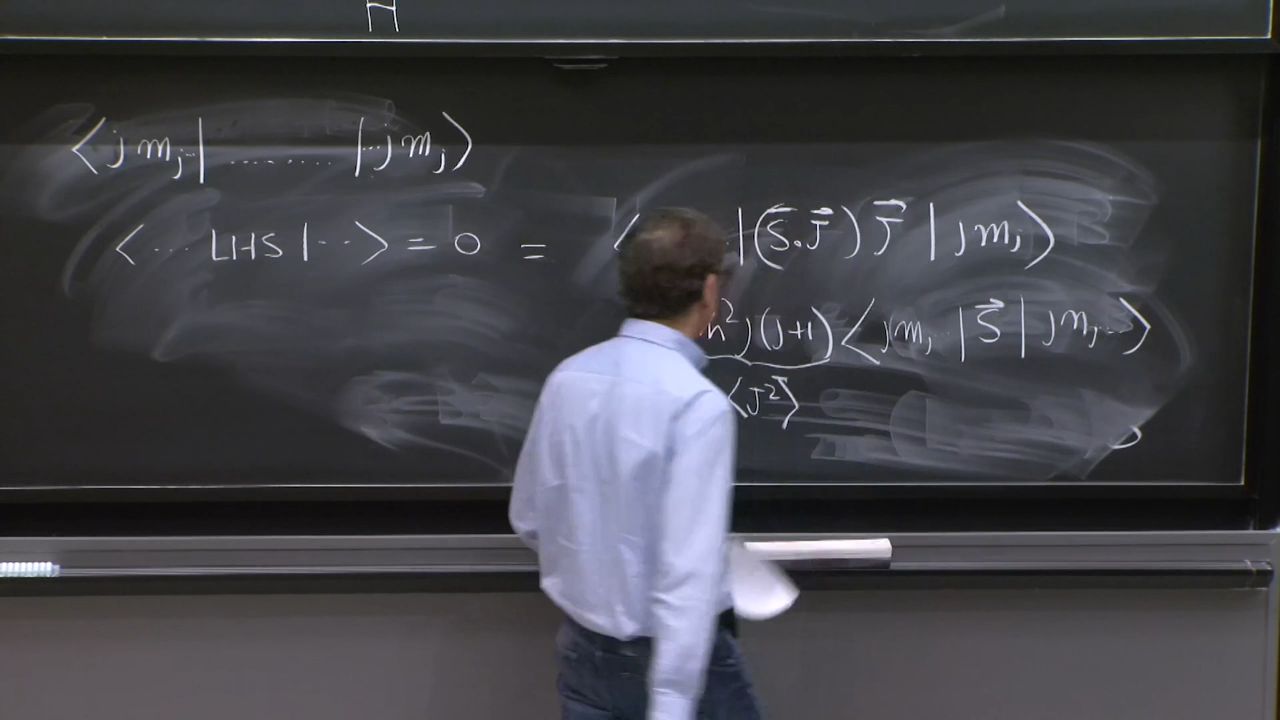 H
⟨j m_j| ........ |··j m_j⟩
⟨··· LHS |··⟩ = 0 = ⟨ |(S⃗.J⃗) J⃗ | j m_j⟩
ħ² j(j+1) ⟨j m_j ·· |S⃗| j m_j ··⟩
⟨J²⟩